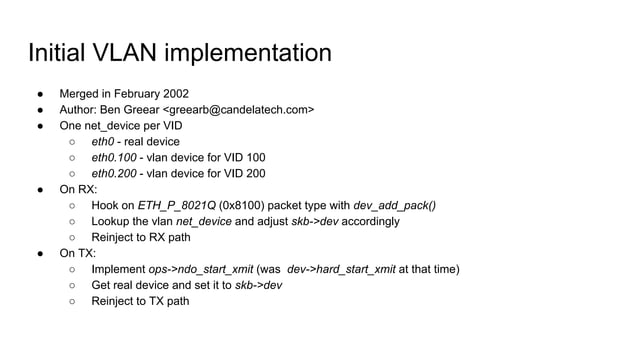 Initial VLAN implementation
● Merged in February 2002
● Author: Ben Greear <greearb@candelatech.com>
● One net_device per VID
○ eth0 - real device
○ eth0.100 - vlan device for VID 100
○ eth0.200 - vlan device for VID 200
● On RX:
○ Hook on ETH_P_8021Q (0x8100) packet type with dev_add_pack()
○ Lookup the vlan net_device and adjust skb->dev accordingly
○ Reinject to RX path
● On TX:
○ Implement ops->ndo_start_xmit (was dev->hard_start_xmit at that time)
○ Get real device and set it to skb->dev
○ Reinject to TX path